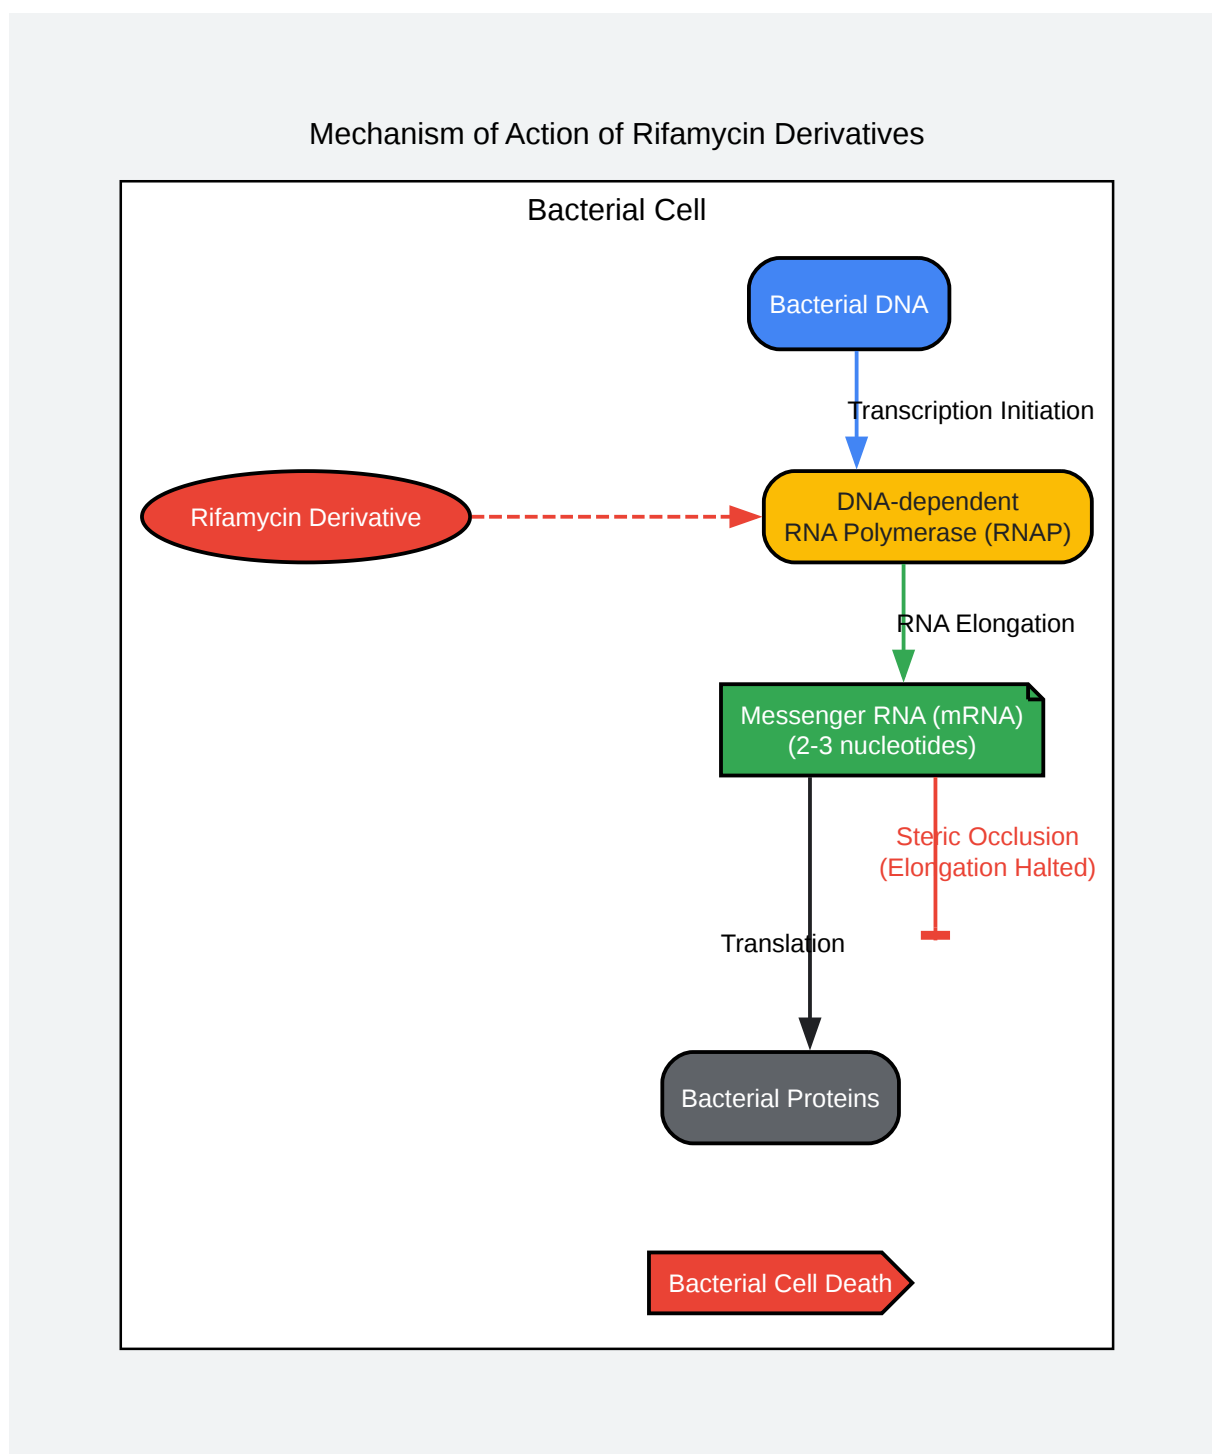 Mechanism of Action of Rifamycin Derivatives
Bacterial Cell
Bacterial DNA
Transcription Initiation
Rifamycin Derivative
DNA-dependent
RNA Polymerase (RNAP)
RNA Elongation
Messenger RNA (mRNA)
(2-3 nucleotides)
Steric Occlusion
(Elongation Halted)
Translation
Bacterial Proteins
Bacterial Cell Death